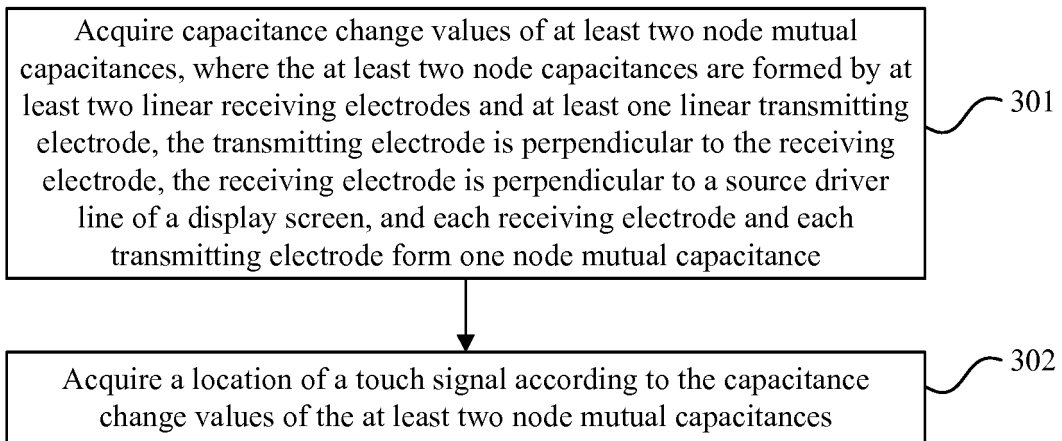 Acquire capacitance change values of at least two node mutual
capacitances, where the at least two node capacitances are formed by at
least two linear receiving electrodes and at least one linear transmitting
electrode, the transmitting electrode is perpendicular to the receiving
electrode, the receiving electrode is perpendicular to a source driver
line of a display screen, and each receiving electrode and each
transmitting electrode form one node mutual capacitance
301
Acquire a location of a touch signal according to the capacitance
change values of the at least two node mutual capacitances
302